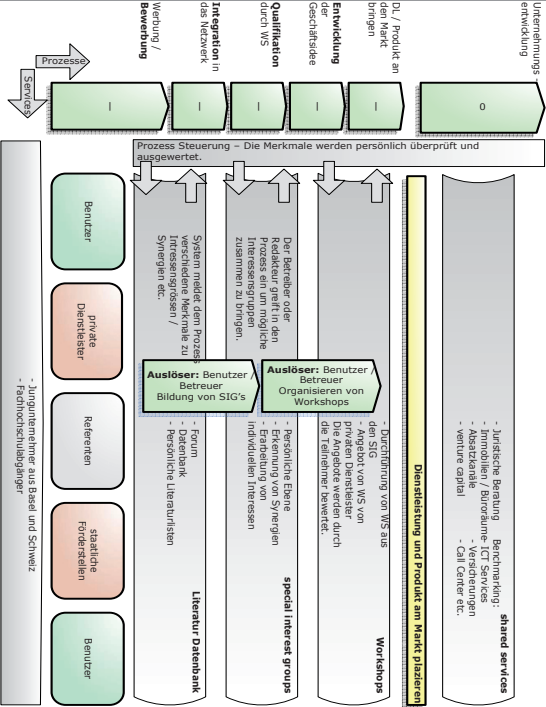 Werbung /
Bewerbung
Integration in
das Netzwerk
Qualifikation
durch WS
Entwicklung
der
Geschäftsidee
DL / Produkt an
den Markt
bringen
Unternehmungs -
entwicklung
Prozesse
Services
I
I
I
I
I
0
Prozess Steuerung – Die Merkmale werden persönlich überprüft und
ausgewertet.
System meldet dem Prozess
verschiedene Merkmale zu
Intressensgrössen /
Synergien etc.
Der Betreiber oder
Redakteur greift in den
Prozess ein um mögliche
Interessensgruppen
zusammen zu bringen.
Auslöser: Benutzer /
Betreuer
Bildung von SIG's
Auslöser: Benutzer /
Betreuer
Organisieren von
Workshops
Literatur Datenbank
- Forum
Datenbank
- Persönliche Literaturlisten
special interest groups
- Persönliche Ebene
- Erkennung von Synergien
- Erarbeitung von
individuellen Interessen
Workshops
- Durchführung von WS aus
den SIG
- Angebot von WS von
privaten Dienstleister
Die Angebote werden durch
die Teilnehmer bewertet.
Dienstleistung und Produkt am Markt plazieren
shared services
- Juristische Beratung Benchmarking:
- Immobilien / Büroräume- ICT Services
- Absatzkanäle - Versicherungen
- venture capital - Call Center etc.
Benutzer
private
Dienstleister
Referenten
staatliche
Förderstellen
Benutzer
- Jungunternehmer aus Basel und Schweiz
- Fachhochschulabgänger